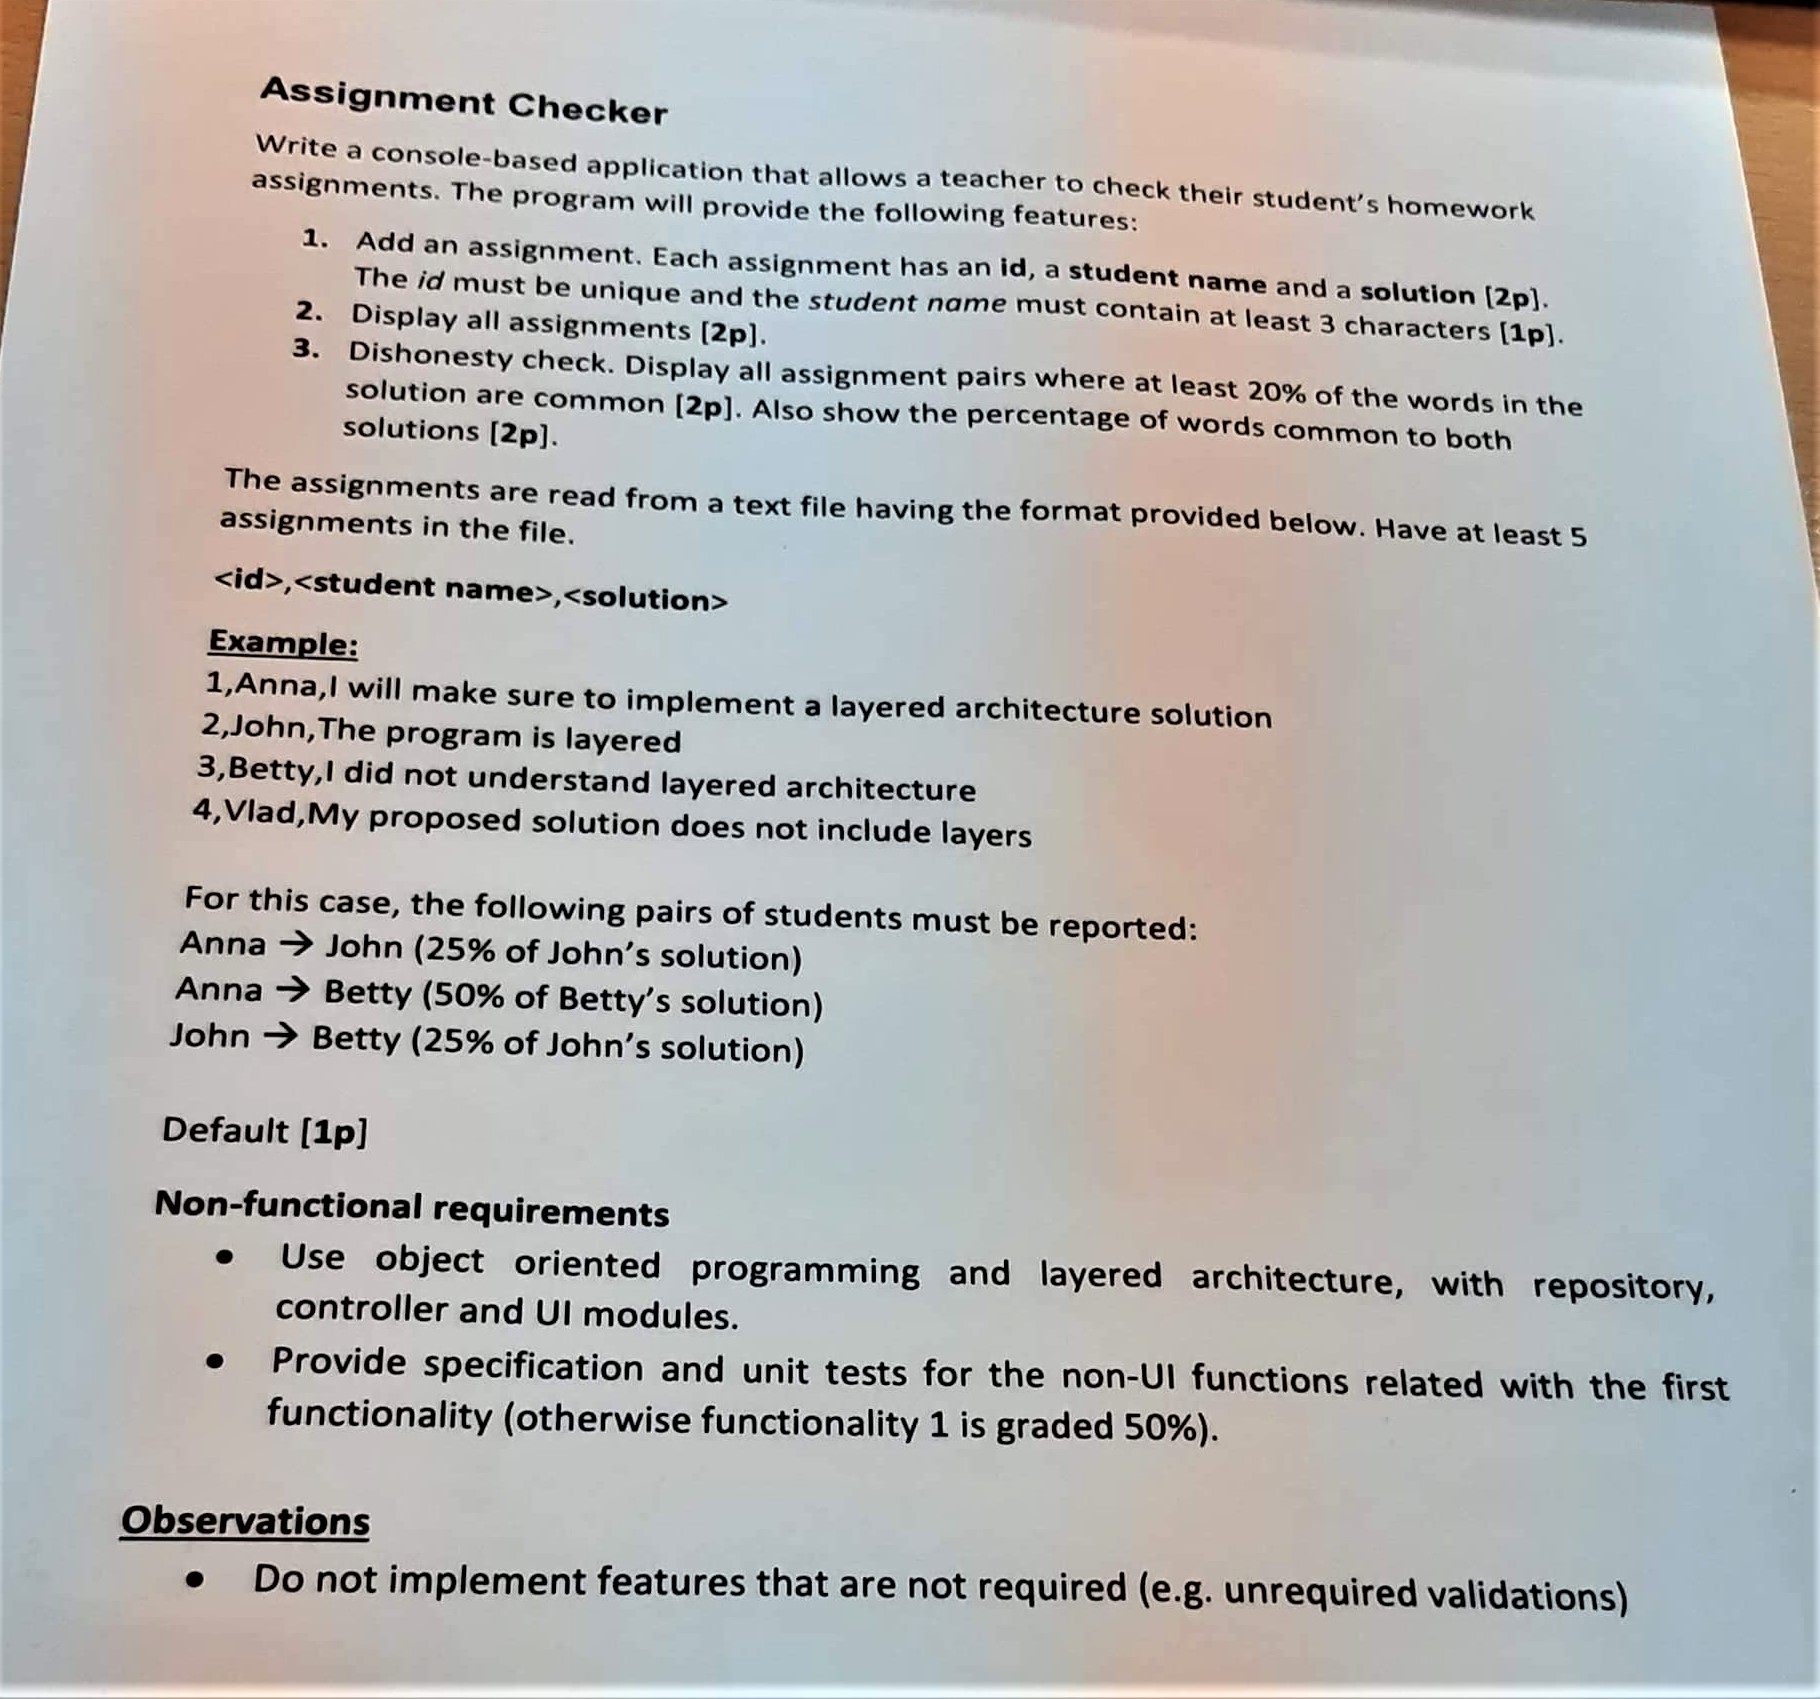 Assignment Checker
Write a console-based application that allows a teacher to check their student's homework
assignments. The program will provide the following features:
1. Add an assignment. Each assignment has an id, a student name and a solution [2p].
The id must be unique and the student name must contain at least 3 characters [1p].
2. Display all assignments [2p].
3. Dishonesty check. Display all assignment pairs where at least 20% of the words in the
solution are common [2p]. Also show the percentage of words common to both
solutions [2p].
The assignments are read from a text file having the format provided below. Have at least 5
assignments in the file.
<id>,<student name>,<solution>
Example:
1,Anna,I will make sure to implement a layered architecture solution
2,John,The program is layered
3,Betty,I did not understand layered architecture
4,Vlad,My proposed solution does not include layers
For this case, the following pairs of students must be reported:
Anna → John (25% of John's solution)
Anna → Betty (50% of Betty's solution)
John → Betty (25% of John's solution)
Default [1p]
Non-functional requirements
• Use object oriented programming and layered architecture, with repository,
controller and UI modules.
• Provide specification and unit tests for the non-UI functions related with the first
functionality (otherwise functionality 1 is graded 50%).
Observations
• Do not implement features that are not required (e.g. unrequired validations)